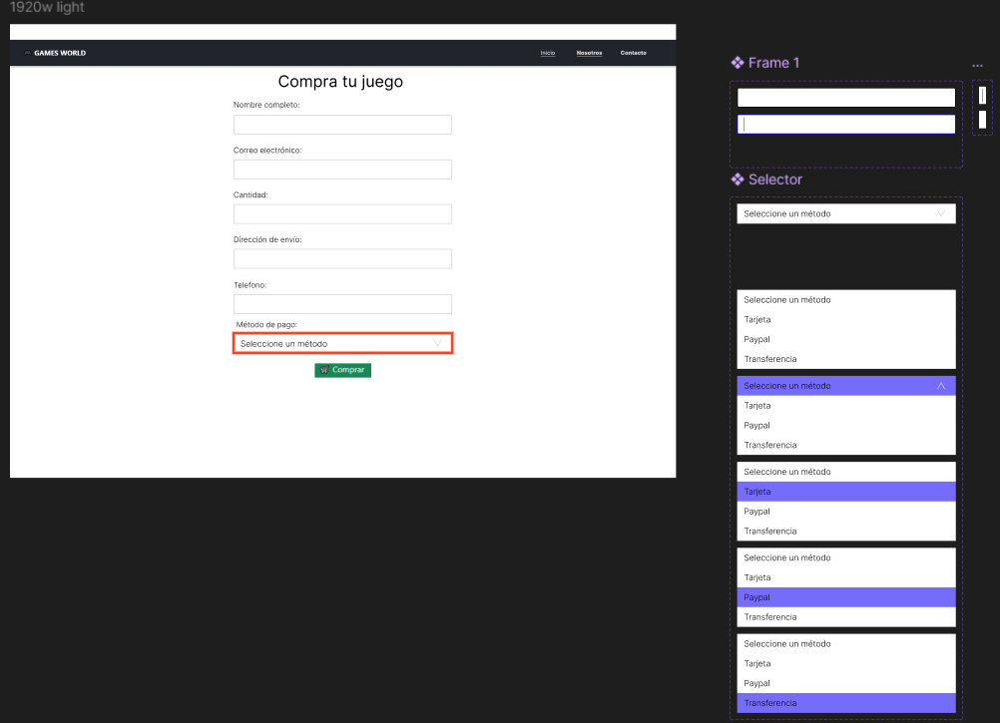 1920w light
GAMES WORLD
Inicio Nosotros Contacto
Compra tu juego
Nombre completo:
Correo electrónico:
Cantidad:
Dirección de envío:
Telefono:
Método de pago:
Seleccione un método
Comprar
Frame 1
...
Selector
Seleccione un método
Seleccione un método
Tarjeta
Paypal
Transferencia
Seleccione un método
Tarjeta
Paypal
Transferencia
Seleccione un método
Tarjeta
Paypal
Transferencia
Seleccione un método
Tarjeta
Paypal
Transferencia
Seleccione un método
Tarjeta
Paypal
Transferencia